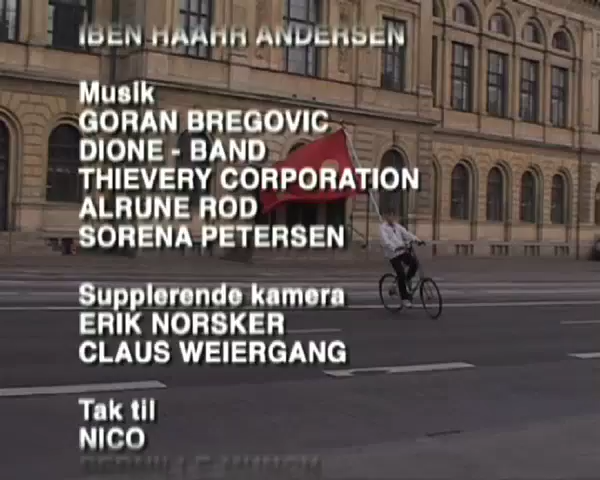 IBEN HAAHR ANDERSEN
Musik
GORAN BREGOVIC
DIONE - BAND
THIEVERY CORPORATION
ALRUNE ROD
SORENA PETERSEN
Supplerende kamera
ERIK NORSKER
CLAUS WEIERGANG
Tak til
NICO